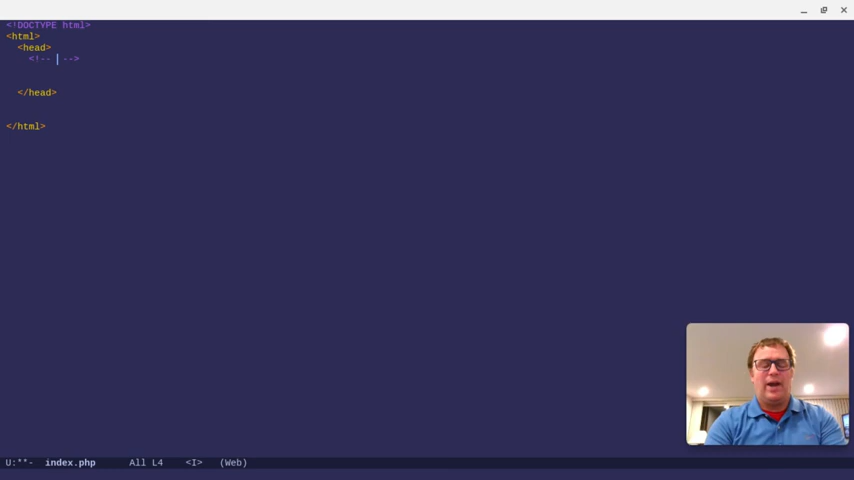 <!DOCTYPE html>
<html>
<head>
<!-- -->
</head>
</html>
U:**- index.php All L4 <I> (Web)